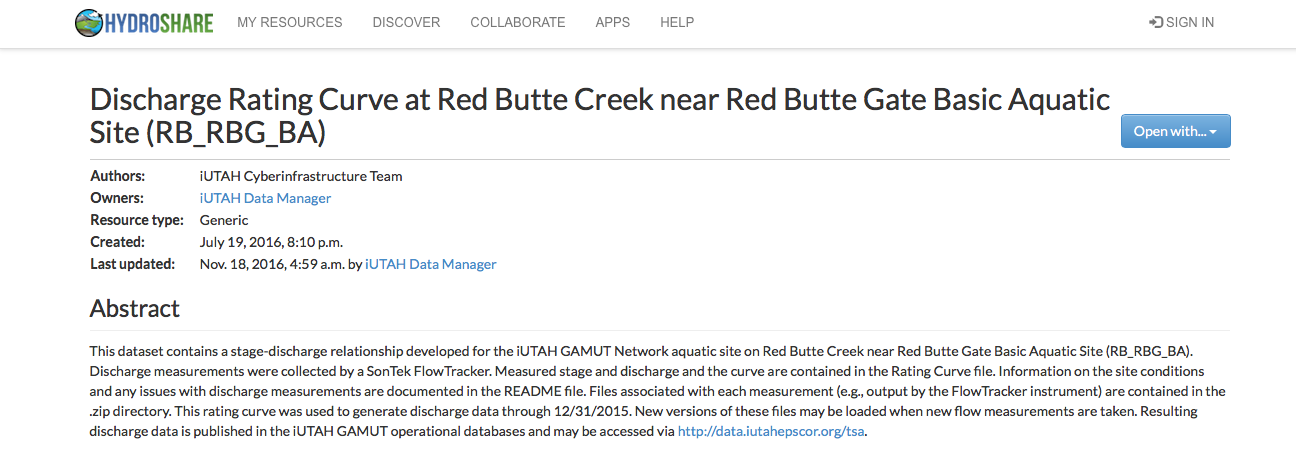 HYDROSHARE MY RESOURCES DISCOVER COLLABORATE APPS HELP SIGN IN
Discharge Rating Curve at Red Butte Creek near Red Butte Gate Basic Aquatic
Site (RB_RBG_BA)
Open with...
Authors: iUTAH Cyberinfrastructure Team
Owners: iUTAH Data Manager
Resource type: Generic
Created: July 19, 2016, 8:10 p.m.
Last updated: Nov. 18, 2016, 4:59 a.m. by iUTAH Data Manager
Abstract
This dataset contains a stage-discharge relationship developed for the iUTAH GAMUT Network aquatic site on Red Butte Creek near Red Butte Gate Basic Aquatic Site (RB_RBG_BA).
Discharge measurements were collected by a SonTek FlowTracker. Measured stage and discharge and the curve are contained in the Rating Curve file. Information on the site conditions
and any issues with discharge measurements are documented in the README file. Files associated with each measurement (e.g., output by the FlowTracker instrument) are contained in the
.zip directory. This rating curve was used to generate discharge data through 12/31/2015. New versions of these files may be loaded when new flow measurements are taken. Resulting
discharge data is published in the iUTAH GAMUT operational databases and may be accessed via http://data.iutahepscor.org/tsa.